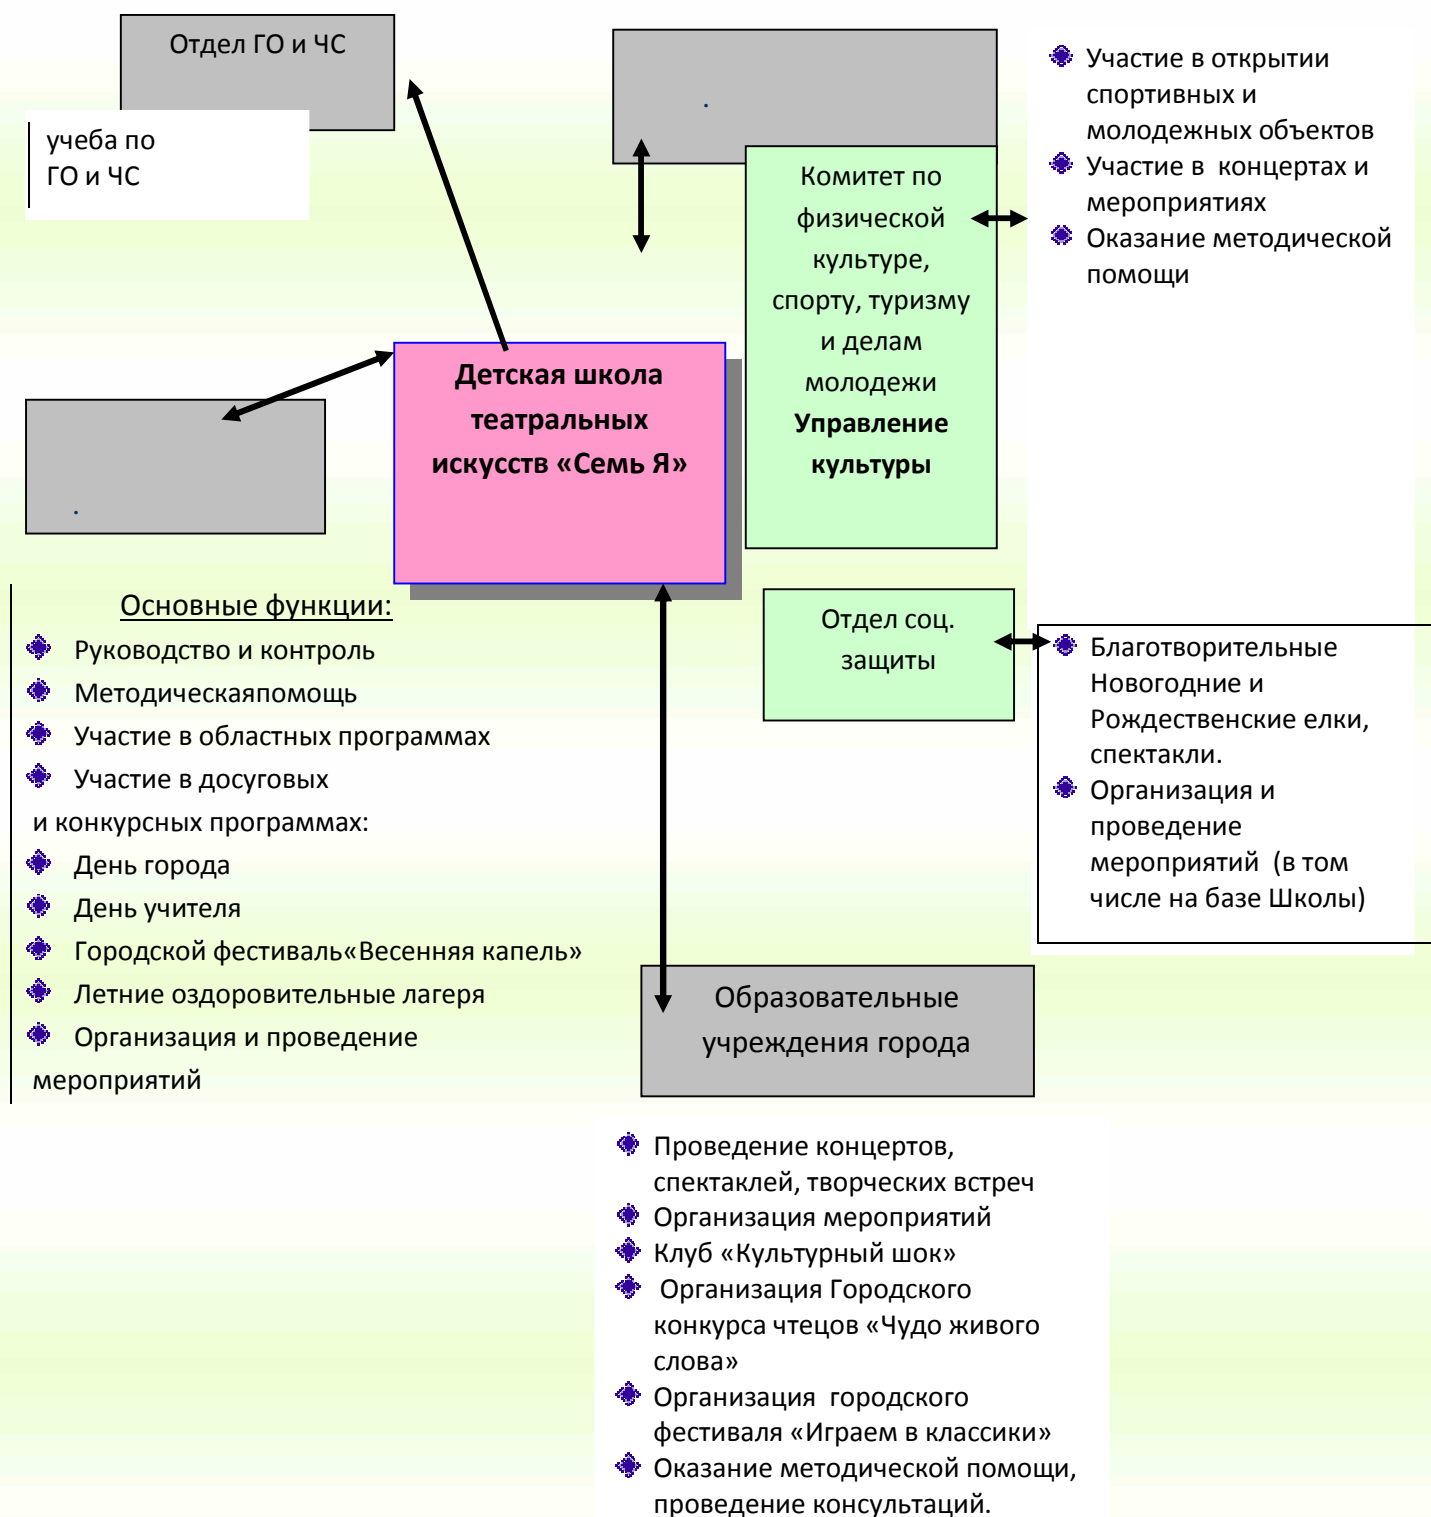 Отдел ГО и ЧС
учеба по
ГО и ЧС
.
Комитет по
физической
культуре,
спорту, туризму
и делам
молодежи
Управление
культуры
Участие в открытии
спортивных и
молодежных объектов
Участие в концертах и
мероприятиях
Оказание методической
помощи
Детская школа
театральных
искусств «Семь Я»
.
Основные функции:
Руководство и контроль
Методическаяпомощь
Участие в областных программах
Участие в досуговых
и конкурсных программах:
День города
День учителя
Городской фестиваль«Весенняя капель»
Летние оздоровительные лагеря
Организация и проведение
мероприятий
Отдел соц.
защиты
Благотворительные
Новогодние и
Рождественские елки,
спектакли.
Организация и
проведение
мероприятий (в том
числе на базе Школы)
Образовательные
учреждения города
Проведение концертов,
спектаклей, творческих встреч
Организация мероприятий
Клуб «Культурный шок»
Организация Городского
конкурса чтецов «Чудо живого
слова»
Организация городского
фестиваля «Играем в классики»
Оказание методической помощи,
проведение консультаций.